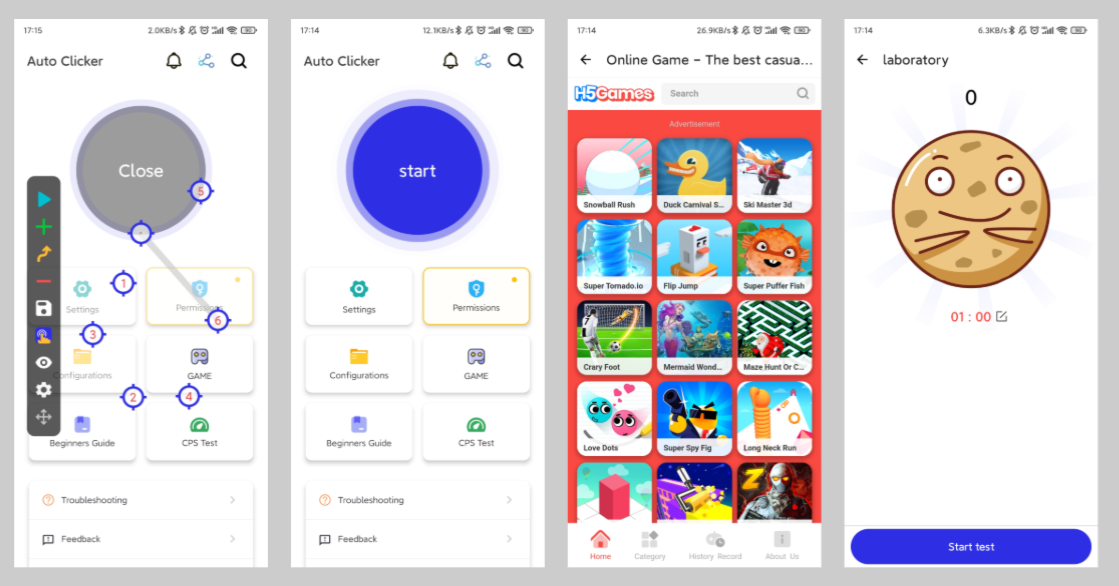 17:15
2.0KB/s
Auto Clicker
Close
5
1
Settings
Permissions
6
3
Configurations
GAME
2
4
Beginners Guide
CPS Test
Troubleshooting
Feedback
17:14
12.1KB/s
Auto Clicker
start
Settings
Permissions
Configurations
GAME
Beginners Guide
CPS Test
Troubleshooting
Feedback
17:14
26.9KB/s
Online Game – The best casua...
H5Games
Search
Advertisement
Snowball Rush
Duck Carnival S...
Ski Master 3d
Super Tornado.io
Flip Jump
Super Puffer Fish
Crary Foot
Mermaid Wond...
Maze Hunt Or C...
Love Dots
Super Spy Fig
Long Neck Run
Z
Home
Category
History Record
About Us
17:14
6.3KB/s
laboratory
0
01 : 00
Start test